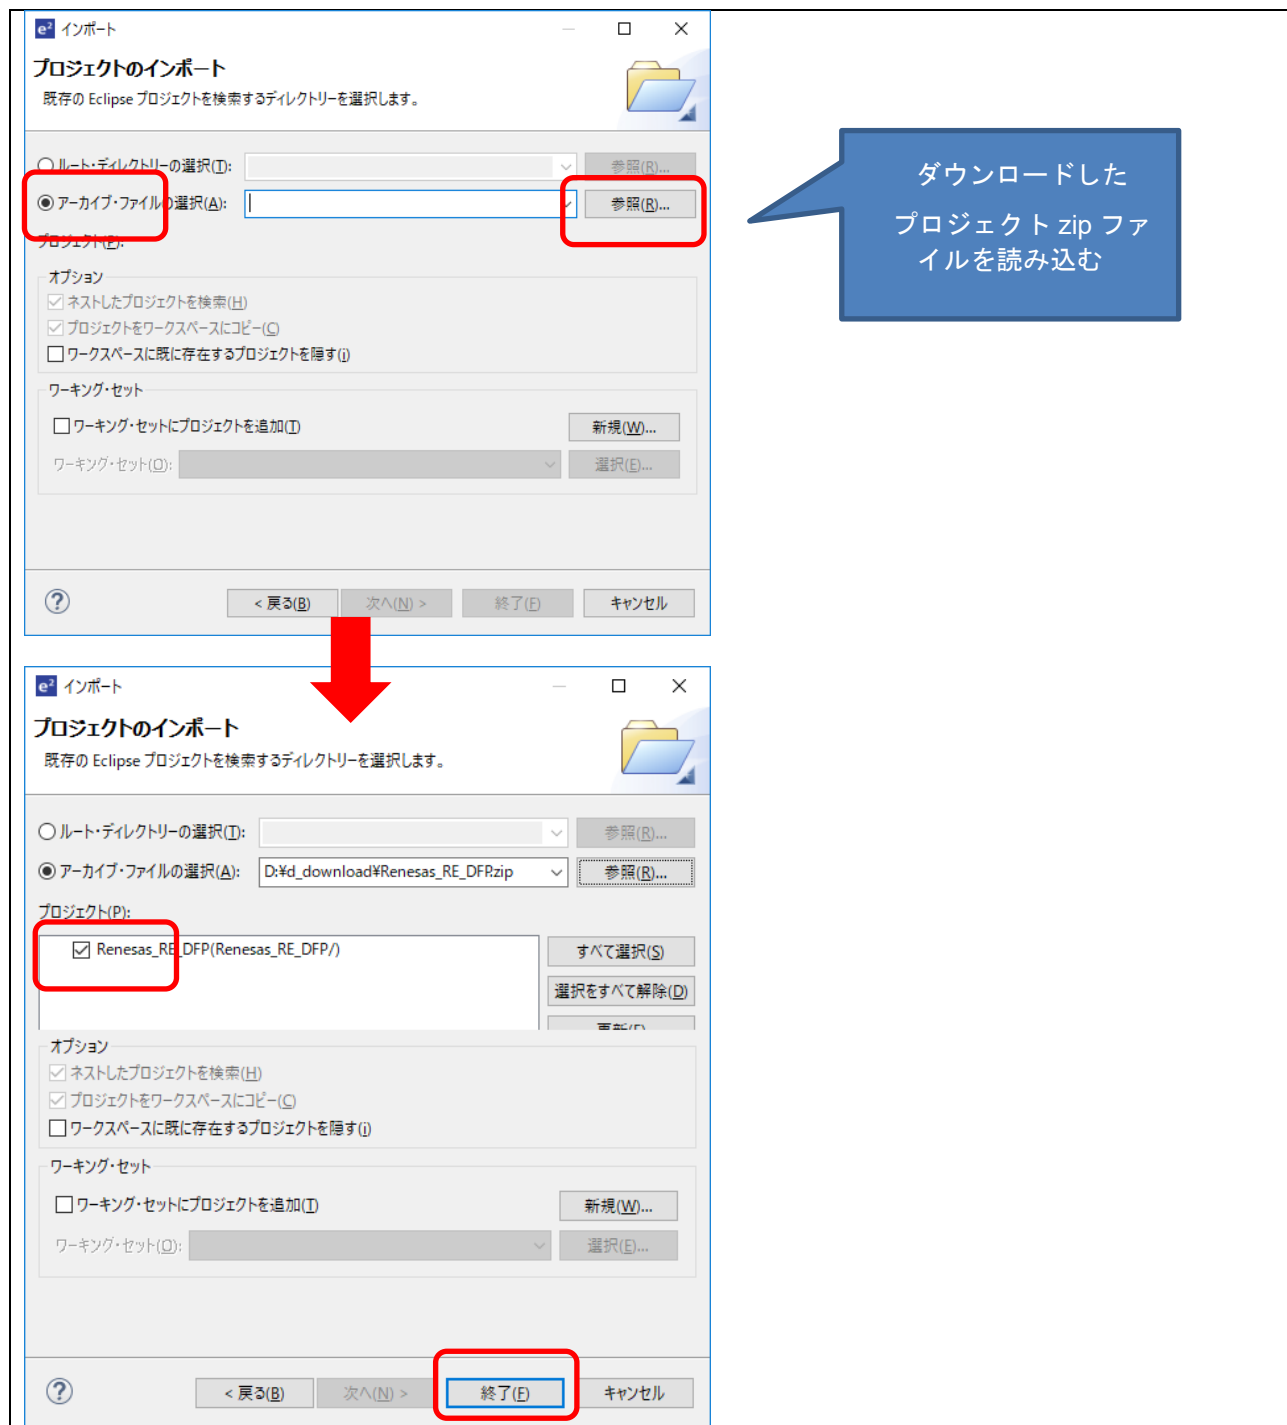 e² インポート
プロジェクトのインポート
既存の Eclipse プロジェクトを検索するディレクトリーを選択します。
ルート・ディレクトリーの選択(T):
参照(R)...
アーカイブ・ファイルの選択(A):
参照(R)...
プロジェクト(P):
オプション
ネストしたプロジェクトを検索(H)
プロジェクトをワークスペースにコピー(C)
ワークスペースに既に存在するプロジェクトを隠す(i)
ワーキング・セット
ワーキング・セットにプロジェクトを追加(T)
新規(W)...
ワーキング・セット(O):
選択(E)...
< 戻る(B)
次へ(N) >
終了(F)
キャンセル
ダウンロードした
プロジェクト zip ファ
イルを読み込む
e² インポート
プロジェクトのインポート
既存の Eclipse プロジェクトを検索するディレクトリーを選択します。
ルート・ディレクトリーの選択(T):
参照(R)...
アーカイブ・ファイルの選択(A):
D:¥d_download¥Renesas_RE_DFP.zip
参照(R)...
プロジェクト(P):
Renesas_RE_DFP(Renesas_RE_DFP/)
すべて選択(S)
選択をすべて解除(D)
更新(F)
オプション
ネストしたプロジェクトを検索(H)
プロジェクトをワークスペースにコピー(C)
ワークスペースに既に存在するプロジェクトを隠す(i)
ワーキング・セット
ワーキング・セットにプロジェクトを追加(T)
新規(W)...
ワーキング・セット(O):
選択(E)...
< 戻る(B)
次へ(N) >
終了(F)
キャンセル